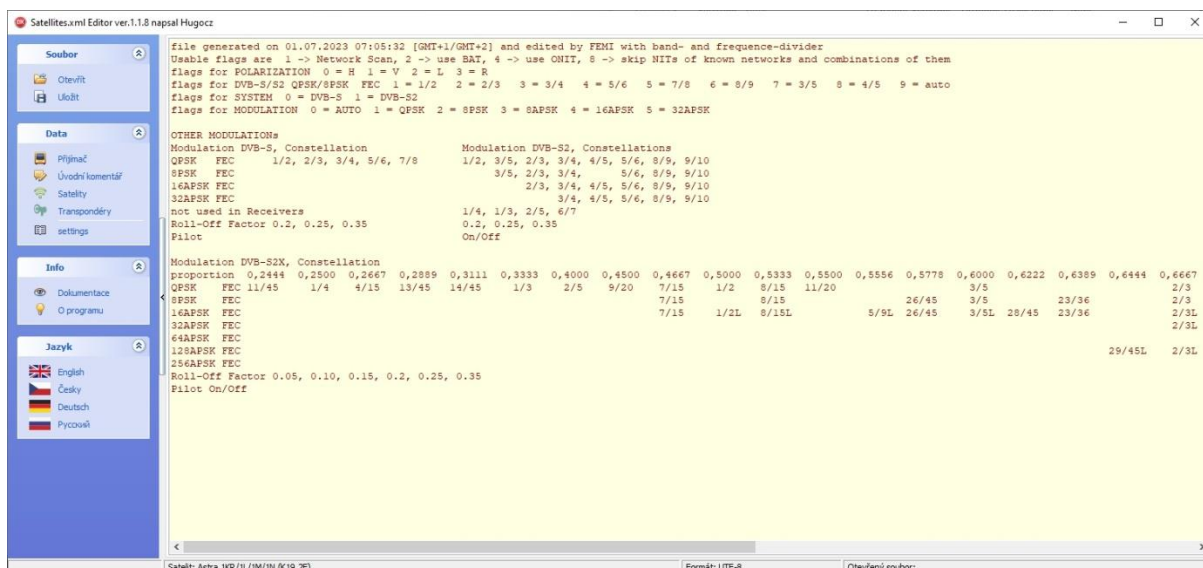 Satellites.xml Editor ver.1.1.8 napsal Hugocz
Soubor
Otevřít
Uložit
Data
Přijímač
Úvodní komentář
Satelity
Transpondéry
settings
Info
Dokumentace
O programu
Jazyk
English
Česky
Deutsch
Русский
file generated on 01.07.2023 07:05:32 [GMT+1/GMT+2] and edited by FEMI with band- and frequence-divider
Usable flags are 1 -> Network Scan, 2 -> use BAT, 4 -> use ONIT, 8 -> skip NITs of known networks and combinations of them
flags for POLARIZATION 0 = H 1 = V 2 = L 3 = R
flags for DVB-S/S2 QPSK/8PSK FEC 1 = 1/2 2 = 2/3 3 = 3/4 4 = 5/6 5 = 7/8 6 = 8/9 7 = 3/5 8 = 4/5 9 = auto
flags for SYSTEM 0 = DVB-S 1 = DVB-S2
flags for MODULATION 0 = AUTO 1 = QPSK 2 = 8PSK 3 = 8APSK 4 = 16APSK 5 = 32APSK
OTHER MODULATIONs
Modulation DVB-S, Constellation Modulation DVB-S2, Constellations
QPSK FEC 1/2, 2/3, 3/4, 5/6, 7/8 1/2, 3/5, 2/3, 3/4, 4/5, 5/6, 8/9, 9/10
8PSK FEC 3/5, 2/3, 3/4, 5/6, 8/9, 9/10
16APSK FEC 2/3, 3/4, 4/5, 5/6, 8/9, 9/10
32APSK FEC 3/4, 4/5, 5/6, 8/9, 9/10
not used in Receivers 1/4, 1/3, 2/5, 6/7
Roll-Off Factor 0.2, 0.25, 0.35 0.2, 0.25, 0.35
Pilot On/Off
Modulation DVB-S2X, Constellation
proportion 0,2444 0,2500 0,2667 0,2889 0,3111 0,3333 0,4000 0,4500 0,4667 0,5000 0,5333 0,5500 0,5556 0,5778 0,6000 0,6222 0,6389 0,6444 0,6667
QPSK FEC 11/45 1/4 4/15 13/45 14/45 1/3 2/5 9/20 7/15 1/2 8/15 11/20 3/5 2/3
8PSK FEC 7/15 8/15 26/45 3/5 23/36 2/3
16APSK FEC 7/15 1/2L 8/15L 5/9L 26/45 3/5L 28/45 23/36 2/3L
32APSK FEC 2/3L
64APSK FEC
128APSK FEC 29/45L 2/3L
256APSK FEC
Roll-Off Factor 0.05, 0.10, 0.15, 0.2, 0.25, 0.35
Pilot On/Off
Satelit: Astra 1KR/1L/1M/1N (K19.2E) Formát: UTF-8 Otevřený soubor: